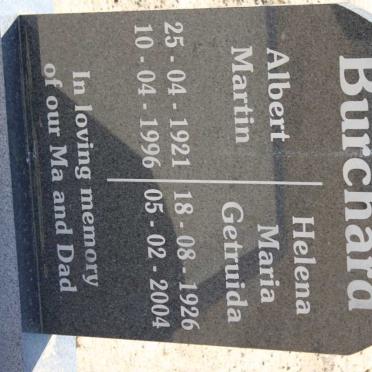 Burchard
Albert
Martin
25 - 04 - 1921
10 - 04 - 1996
Helena
Maria
Getruida
18 - 08 - 1926
05 - 02 - 2004
In loving memory
of our Ma and Dad